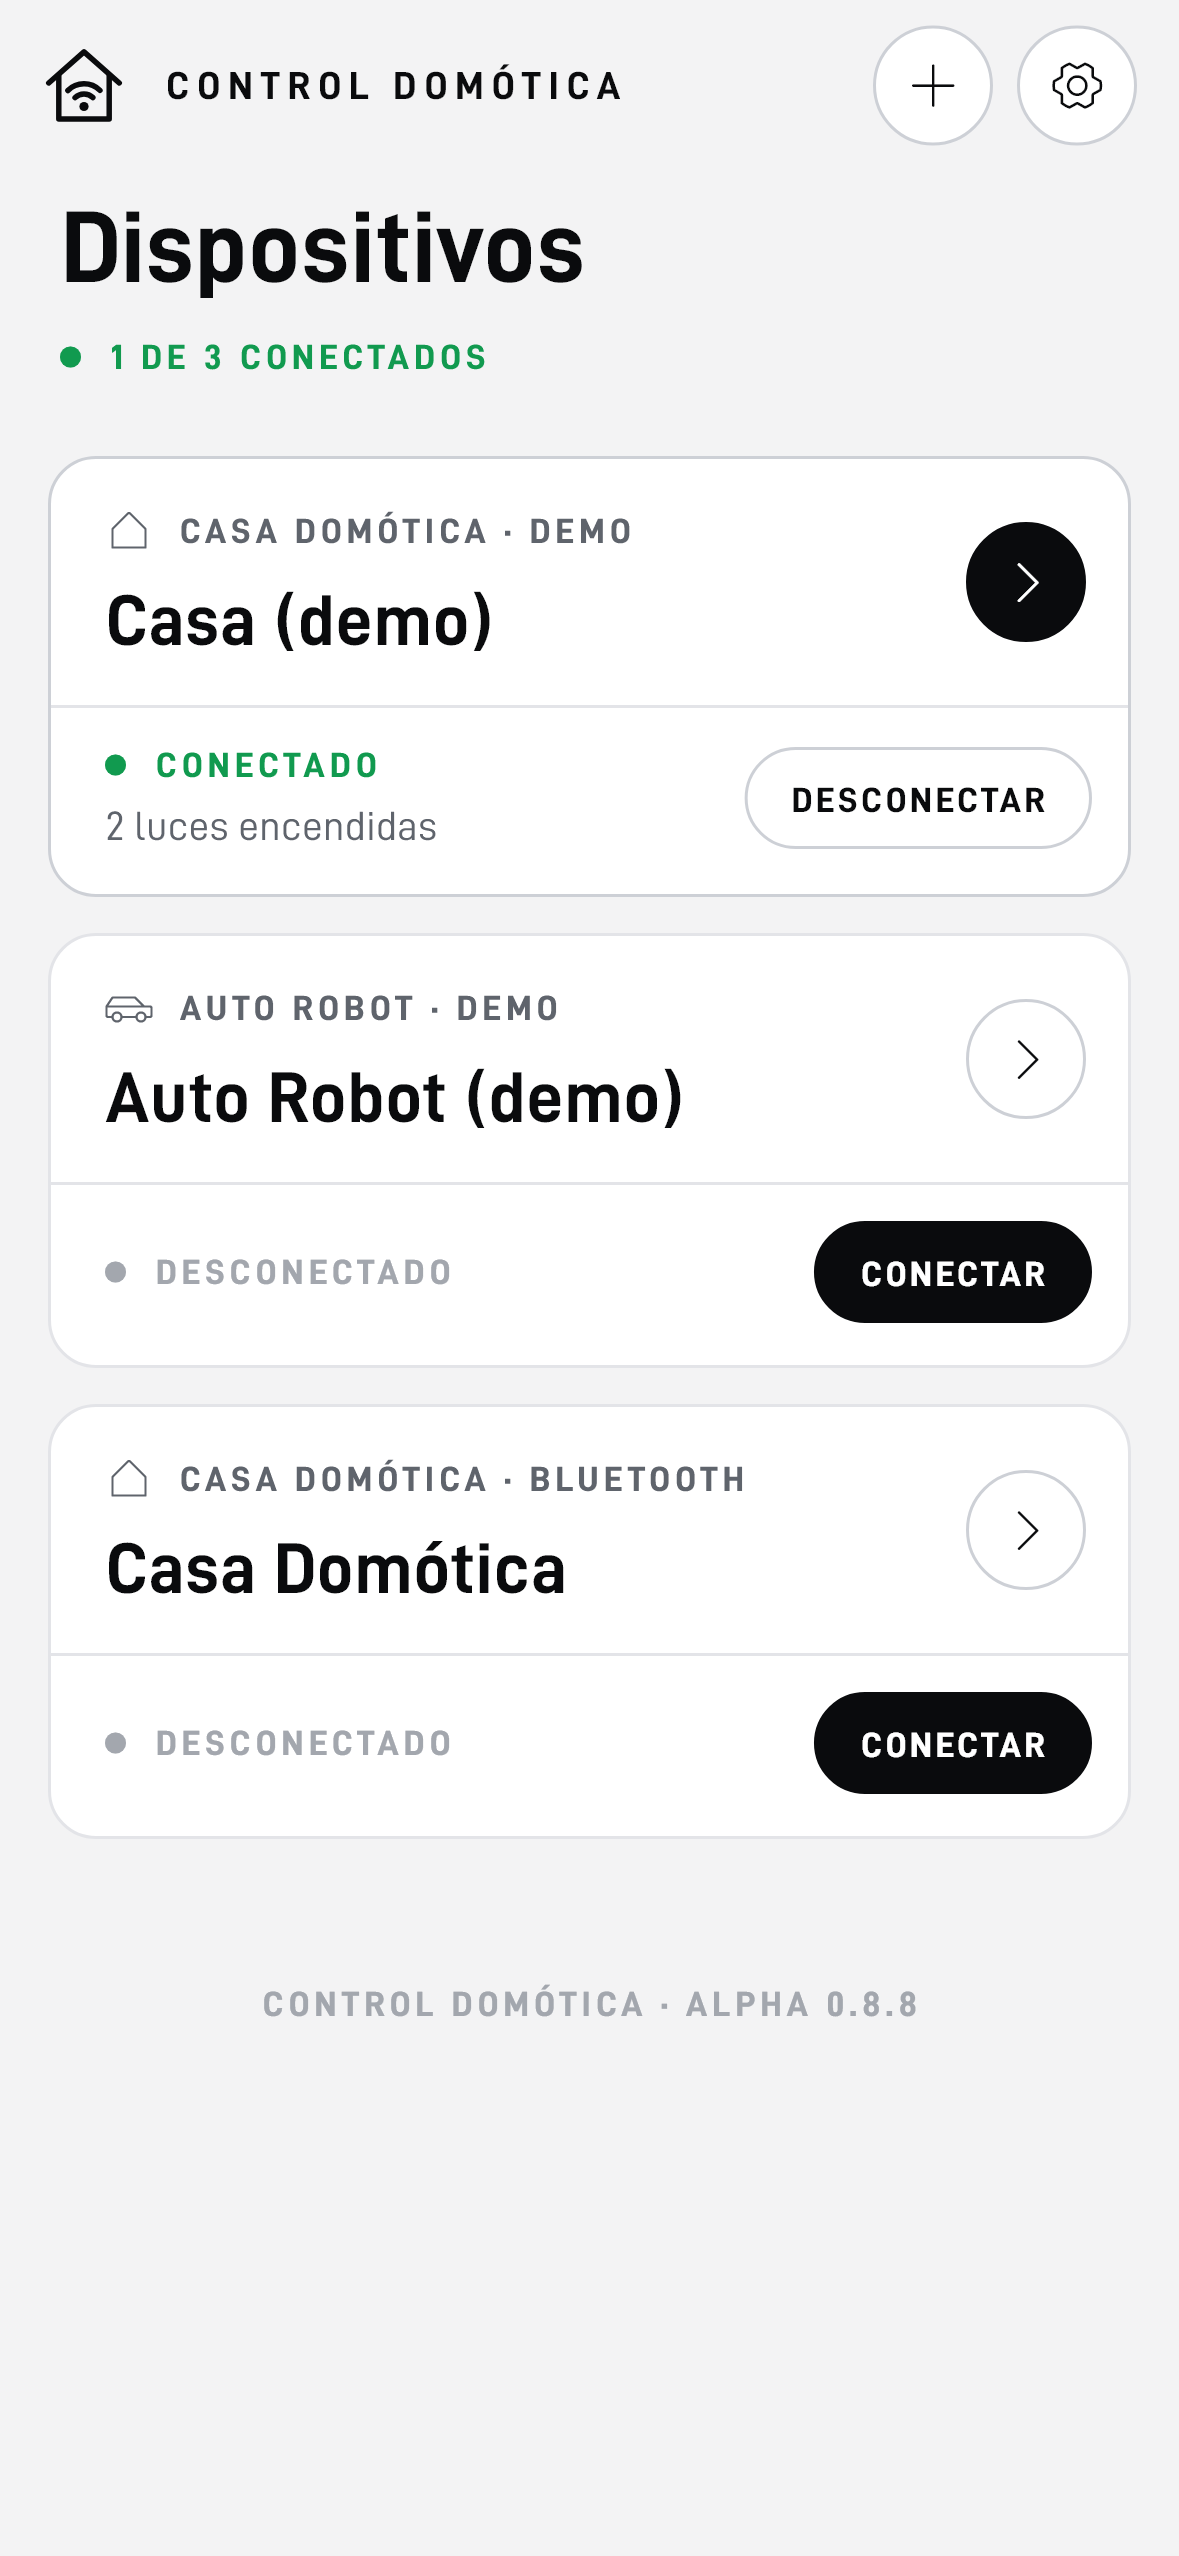 CONTROL DOMÓTICA
Dispositivos
1 DE 3 CONECTADOS
CASA DOMÓTICA · DEMO
Casa (demo)
CONECTADO
2 luces encendidas
DESCONECTAR
AUTO ROBOT · DEMO
Auto Robot (demo)
DESCONECTADO
CONECTAR
CASA DOMÓTICA · BLUETOOTH
Casa Domótica
DESCONECTADO
CONECTAR
CONTROL DOMÓTICA · ALPHA 0.8.8